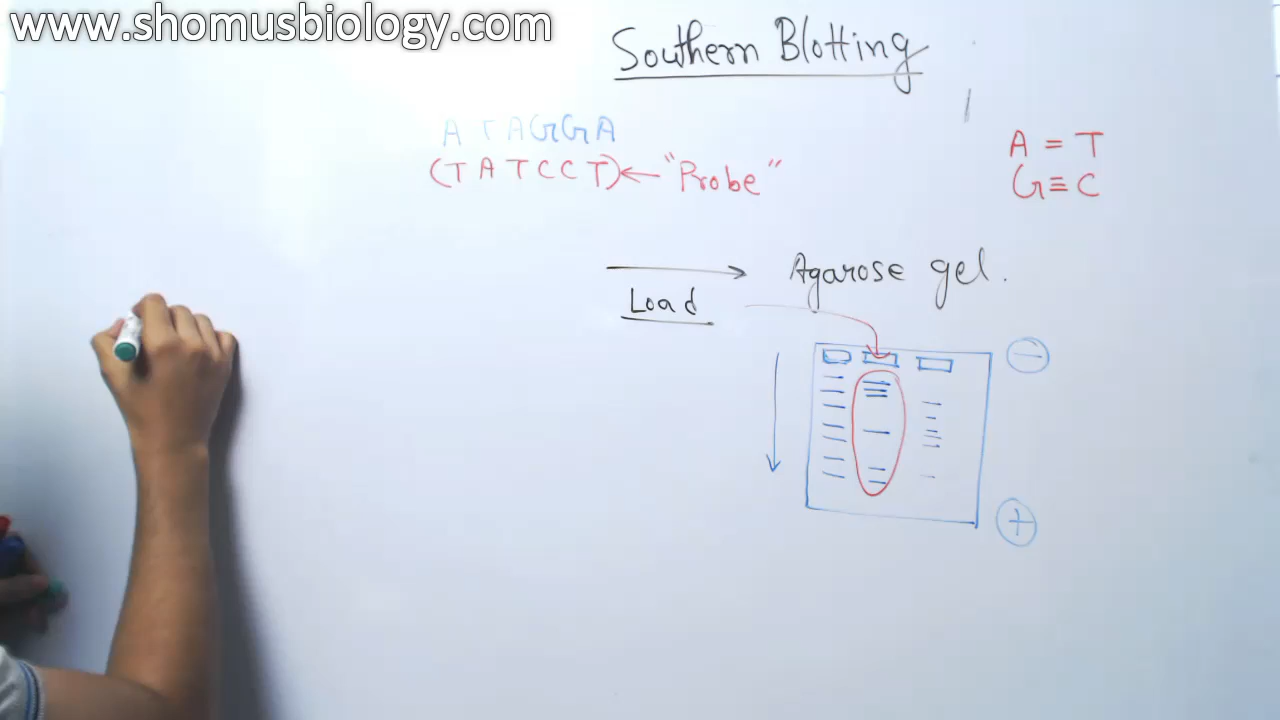 www.shomusbiology.com
Southern Blotting
A T A G G A
(T A T C C T) ← "Probe"
A = T
G ≡ C
Agarose gel.
Load
−
+